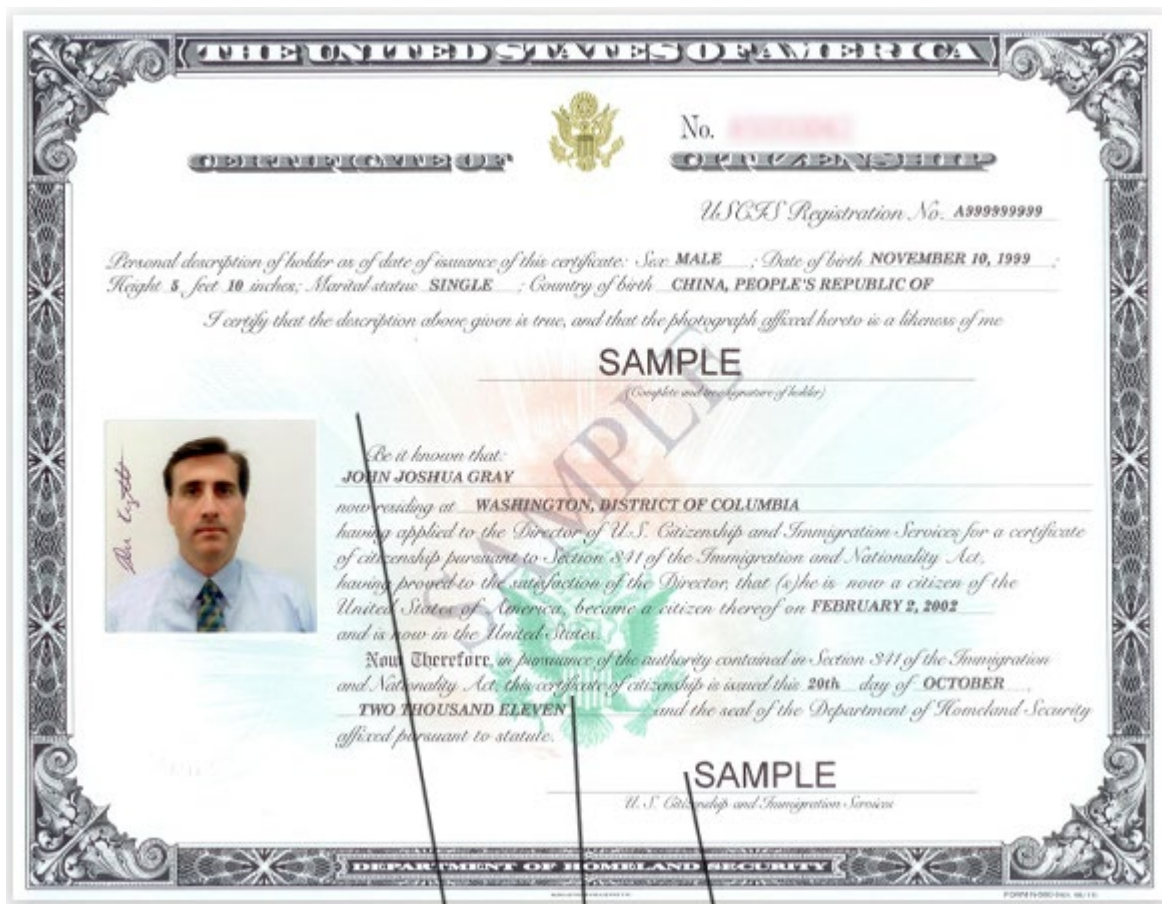 THE UNITED STATES OF AMERICA
No.
CERTIFICATE OF CITIZENSHIP
USCIS Registration No. A999999999
Personal description of holder as of date of issuance of this certificate: Sex MALE ; Date of birth NOVEMBER 10, 1999 ;
Height 5 feet 10 inches; Marital status SINGLE ; Country of birth CHINA, PEOPLE'S REPUBLIC OF
I certify that the description above given is true, and that the photograph affixed hereto is a likeness of me
SAMPLE
(Complete and true signature of holder)
SAMPLE
Be it known that:
JOHN JOSHUA GRAY
now residing at WASHINGTON, DISTRICT OF COLUMBIA
having applied to the Director of U.S. Citizenship and Immigration Services for a certificate
of citizenship pursuant to Section 341 of the Immigration and Nationality Act,
having proved to the satisfaction of the Director, that (s)he is now a citizen of the
United States of America, became a citizen thereof on FEBRUARY 2, 2002
and is now in the United States.
Now Therefore, in pursuance of the authority contained in Section 341 of the Immigration
and Nationality Act, this certificate of citizenship is issued this 20th day of OCTOBER ,
TWO THOUSAND ELEVEN and the seal of the Department of Homeland Security
affixed pursuant to statute.
SAMPLE
U. S. Citizenship and Immigration Services
DEPARTMENT OF HOMELAND SECURITY